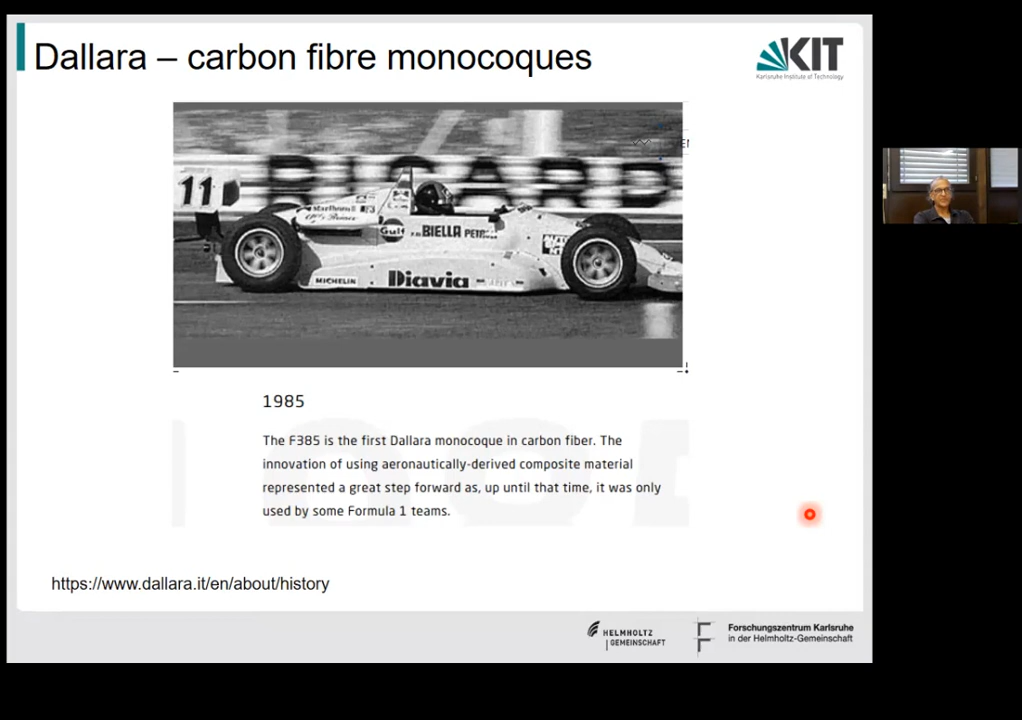 Dallara – carbon fibre monocoques
KIT
Karlsruhe Institute of Technology
11
Marlboro
Gulf
BIELLA
MICHELIN
Diavia
1985
The F385 is the first Dallara monocoque in carbon fiber. The
innovation of using aeronautically-derived composite material
represented a great step forward as, up until that time, it was only
used by some Formula 1 teams.
https://www.dallara.it/en/about/history
HELMHOLTZ
GEMEINSCHAFT
Forschungszentrum Karlsruhe
in der Helmholtz-Gemeinschaft